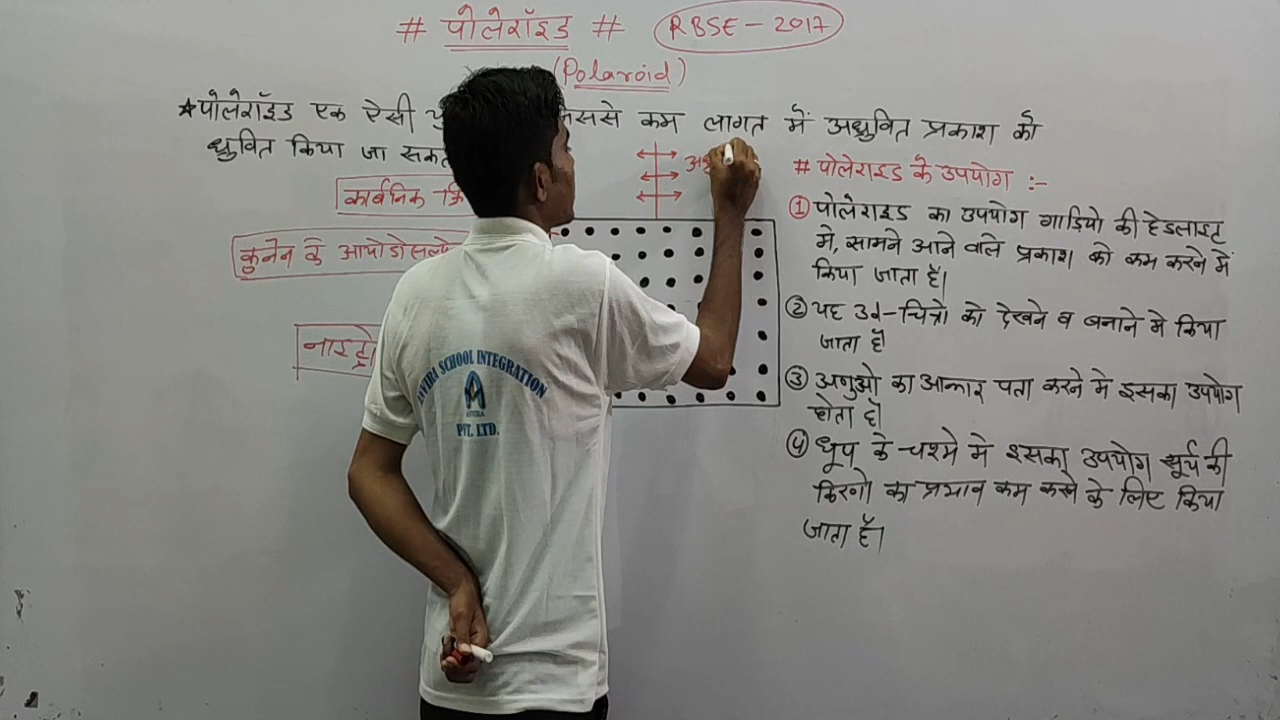 # पोलेरॉइड # RBSE - 2017
(Polaroid)
★पोलेरॉइड एक ऐसी जिससे कम लागत में अध्रुवित प्रकाश को
ध्रुवित किया जा
कार्बनिक
कुनेन के आयोडोसल्फेट
नाइट्रो
# पोलेराइड के उपयोग :-
① पोलेराइड का उपयोग गाडियो की हेडलाइट
मे, सामने आने वाले प्रकाश को कम करने में
किया जाता हैं।
② यह 3d-चित्रो को देखने व बनाने मे किया
जाता हैं।
③ अणुओ का आकार पता करने मे इसका उपयोग
होता हैं।
④ धूप के चश्मे मे इसका उपयोग सूर्य की
किरणो का प्रभाव कम करने के लिए किया
जाता हैं।
SCHOOL INTEGRATION
PVT. LTD.